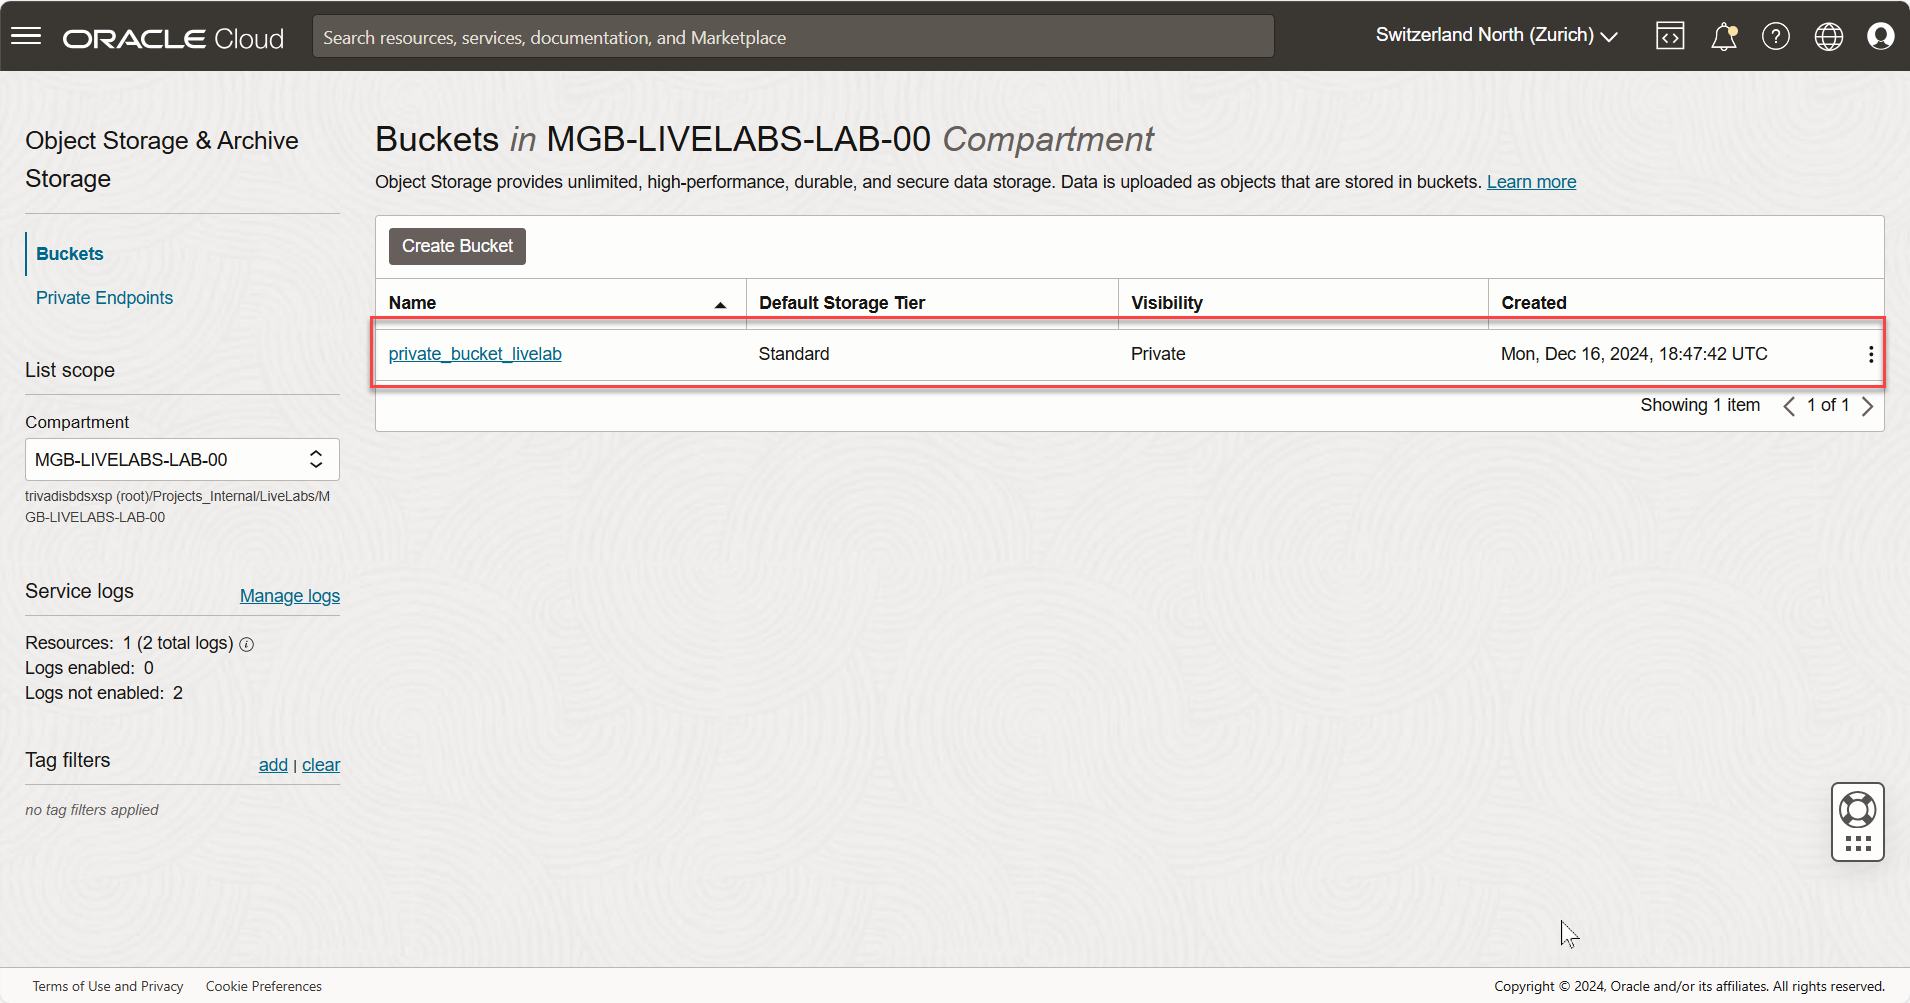 ORACLE Cloud
Search resources, services, documentation, and Marketplace
Switzerland North (Zurich)
Object Storage & Archive
Storage
Buckets
Private Endpoints
List scope
Compartment
MGB-LIVELABS-LAB-00
trivadisbdsxsp (root)/Projects_Internal/LiveLabs/M
GB-LIVELABS-LAB-00
Service logs
Manage logs
Resources: 1 (2 total logs)
Logs enabled: 0
Logs not enabled: 2
Tag filters
add | clear
no tag filters applied
Buckets in MGB-LIVELABS-LAB-00 Compartment
Object Storage provides unlimited, high-performance, durable, and secure data storage. Data is uploaded as objects that are stored in buckets. Learn more
Create Bucket
Name Default Storage Tier Visibility Created
private_bucket_livelab Standard Private Mon, Dec 16, 2024, 18:47:42 UTC
Showing 1 item 1 of 1
Terms of Use and Privacy Cookie Preferences
Copyright © 2024, Oracle and/or its affiliates. All rights reserved.